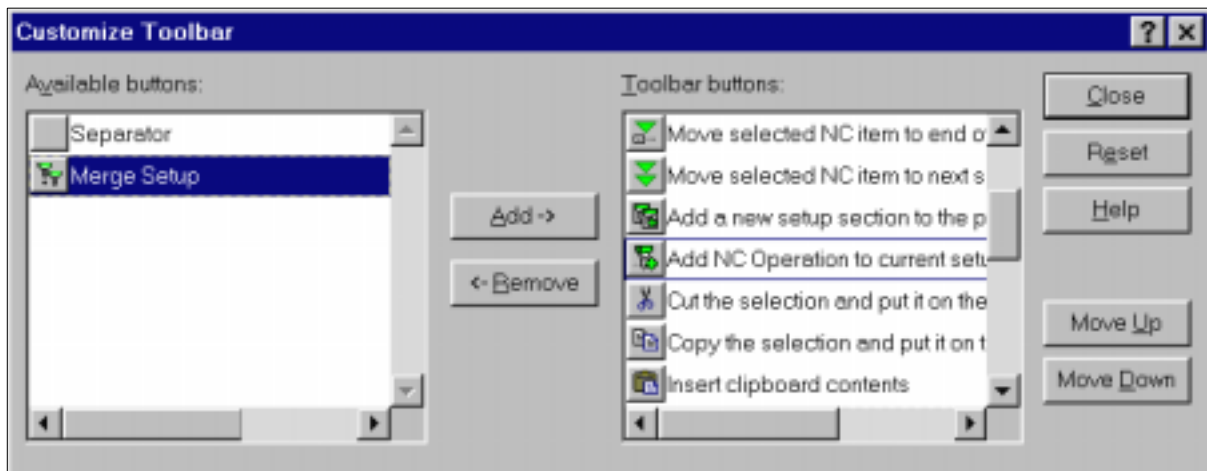 Customize Toolbar
Available buttons:
Separator
Merge Setup
Add ->
<- Remove
Toolbar buttons:
Move selected NC item to end o
Move selected NC item to next s
Add a new setup section to the p
Add NC Operation to current setu
Cut the selection and put it on the
Copy the selection and put it on t
Insert clipboard contents
Close
Reset
Help
Move Up
Move Down